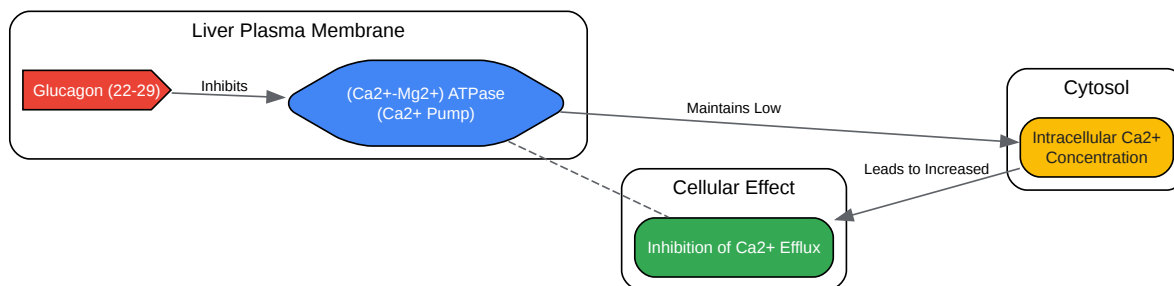 Liver Plasma Membrane
Glucagon (22-29)
Inhibits
(Ca2+-Mg2+) ATPase
(Ca2+ Pump)
Maintains Low
Cytosol
Intracellular Ca2+
Concentration
Leads to Increased
Cellular Effect
Inhibition of Ca2+ Efflux